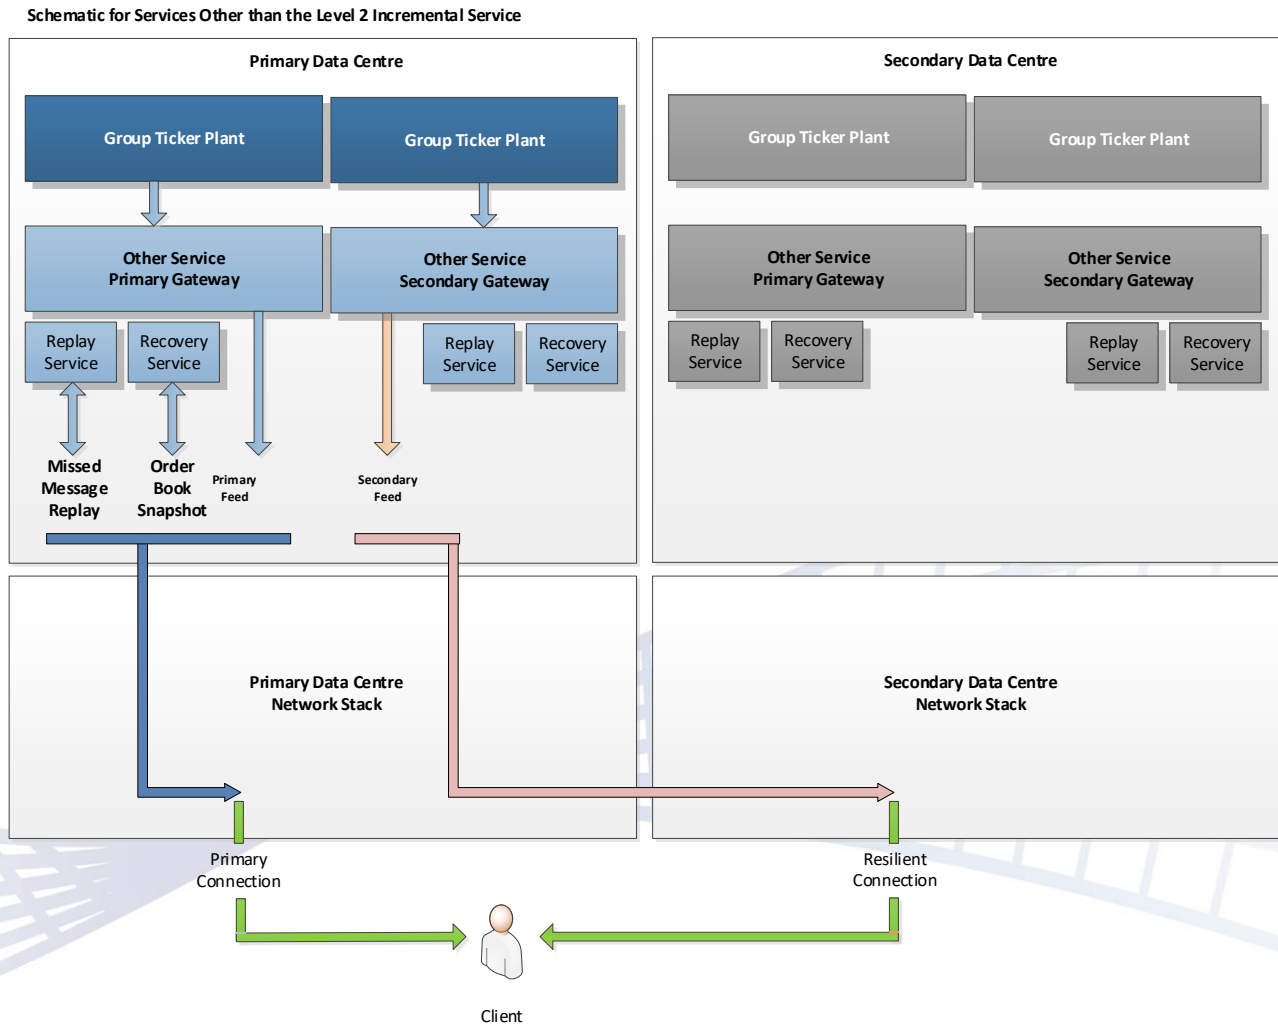 Schematic for Services Other than the Level 2 Incremental Service
Primary Data Centre
Group Ticker Plant
Group Ticker Plant
Other Service
Primary Gateway
Other Service
Secondary Gateway
Replay
Service
Recovery
Service
Replay
Service
Recovery
Service
Missed
Message
Replay
Order
Book
Snapshot
Primary
Feed
Secondary
Feed
Secondary Data Centre
Group Ticker Plant
Group Ticker Plant
Other Service
Primary Gateway
Other Service
Secondary Gateway
Replay
Service
Recovery
Service
Replay
Service
Recovery
Service
Primary Data Centre
Network Stack
Secondary Data Centre
Network Stack
Primary
Connection
Resilient
Connection
Client